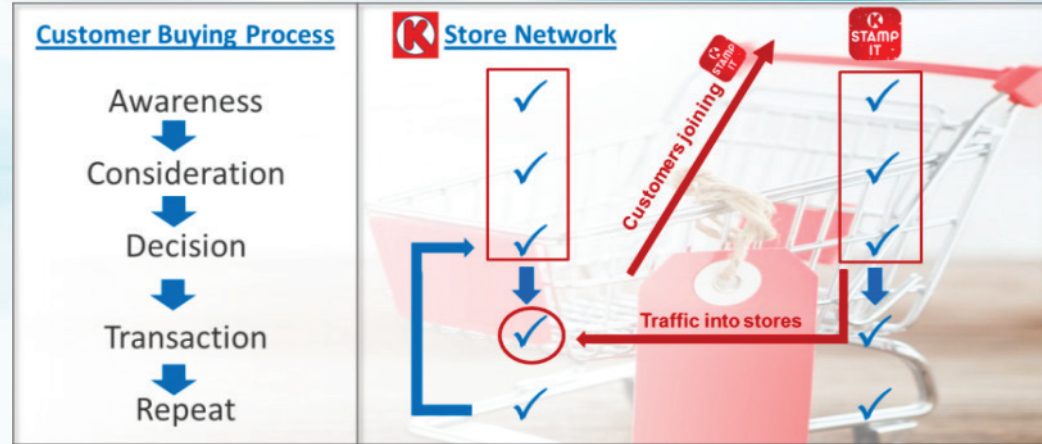 Customer Buying Process
Awareness
Consideration
Decision
Transaction
Repeat
K Store Network
Customers joining
K
STAMP
IT
K
STAMP
IT
Traffic into stores